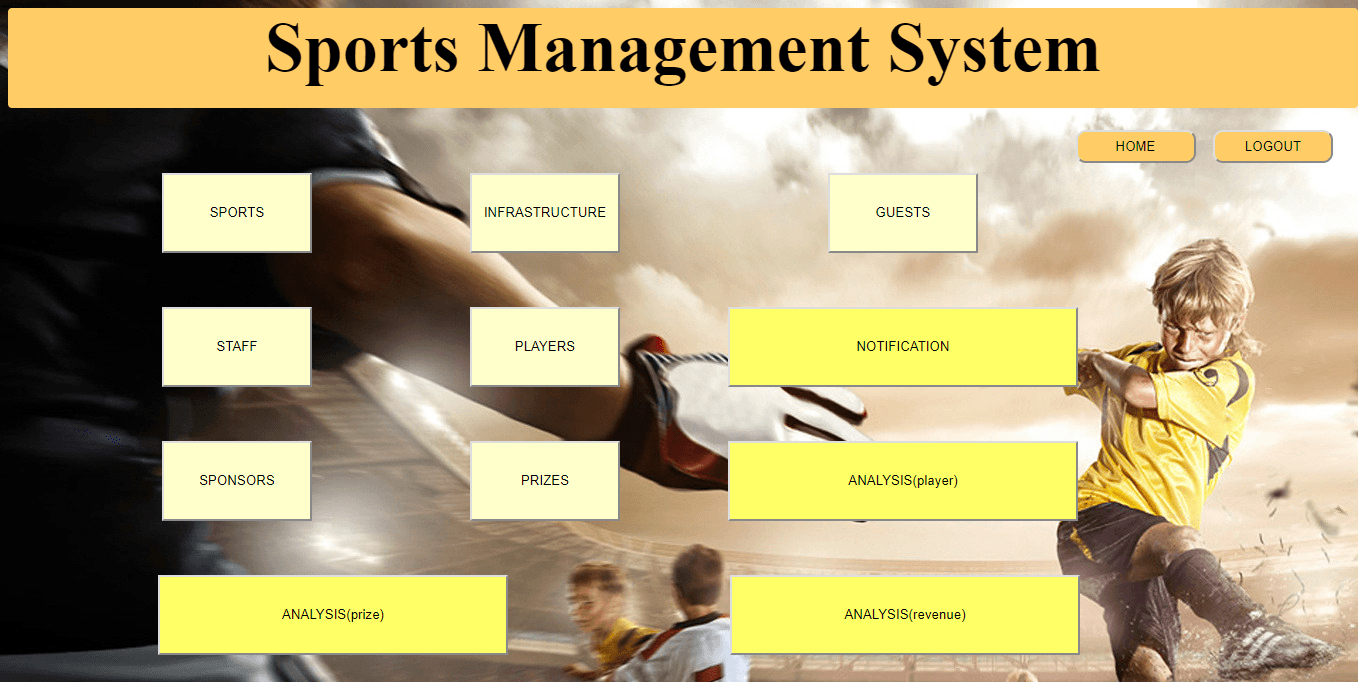 Sports Management System
HOME
LOGOUT
SPORTS
INFRASTRUCTURE
GUESTS
STAFF
PLAYERS
NOTIFICATION
SPONSORS
PRIZES
ANALYSIS(player)
ANALYSIS(prize)
ANALYSIS(revenue)